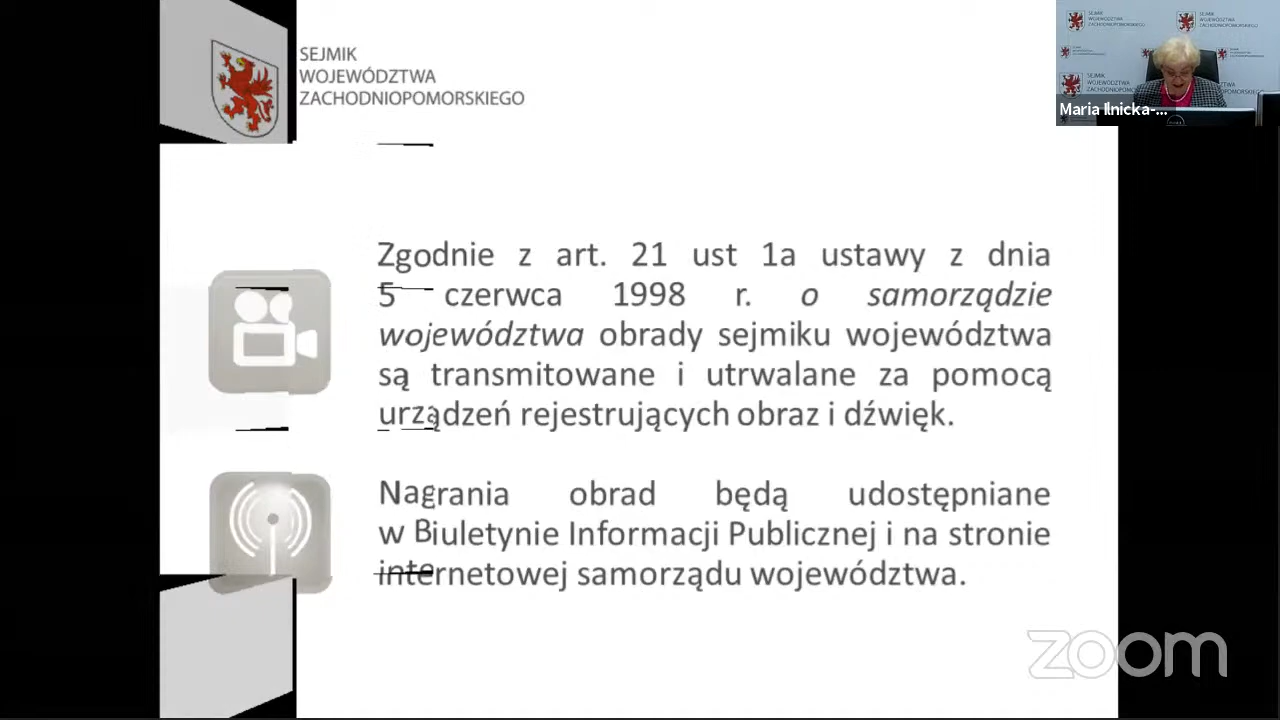 SEJMIK
WOJEWÓDZTWA
ZACHODNIOPOMORSKIEGO
Maria Ilnicka-...
Zgodnie z art. 21 ust 1a ustawy z dnia
5 czerwca 1998 r. o samorządzie
województwa obrady sejmiku województwa
są transmitowane i utrwalane za pomocą
urządzeń rejestrujących obraz i dźwięk.
Nagrania obrad będą udostępniane
w Biuletynie Informacji Publicznej i na stronie
internetowej samorządu województwa.
zoom